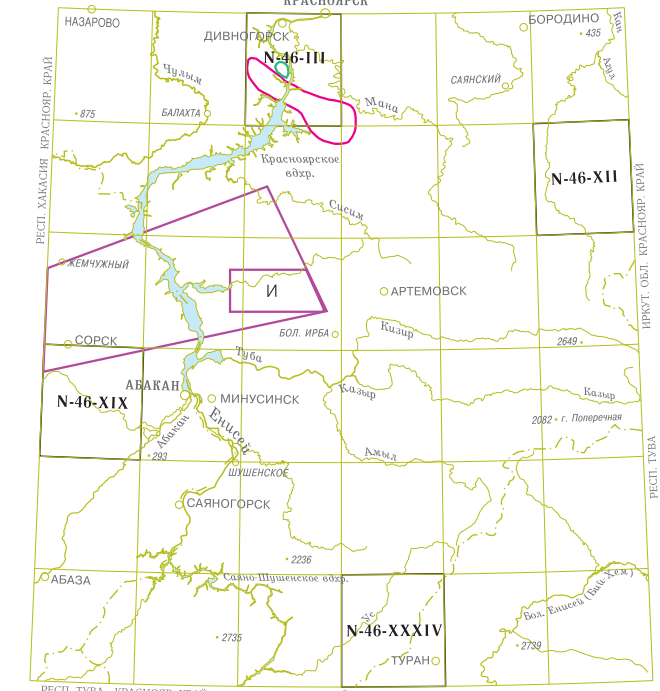 КРАСНОЯРСК
НАЗАРОВО
БОРОДИНО
Кан
ДИВНОГОРСК
435
N-46-III
Чулым
САЯНСКИЙ
Агул
Мана
875
БАЛАХТА
РЕСП. ХАКАСИЯ КРАСНОЯР. КРАЙ
Красноярское
вдхр.
N-46-XII
ИРКУТ. ОБЛ. КРАСНОЯР. КРАЙ
Сисим
ЖЕМЧУЖНЫЙ
И
АРТЕМОВСК
БОЛ. ИРБА
Кизир
2649
СОРСК
Туба
АБАКАН
Казыр
Казыр
N-46-XIX
МИНУСИНСК
Енисей
2082
г. Поперечная
Абакан
293
Амыл
РЕСП. ТУВА
ШУШЕНСКОЕ
САЯНОГОРСК
2236
АБАЗА
Саяно-Шушенское вдхр.
Бол. Енисей (Бий-Хем)
Ус
N-46-XXXIV
2735
2739
ТУРАН
РЕСП. ТУВА КРАСНОЯР. КРАЙ